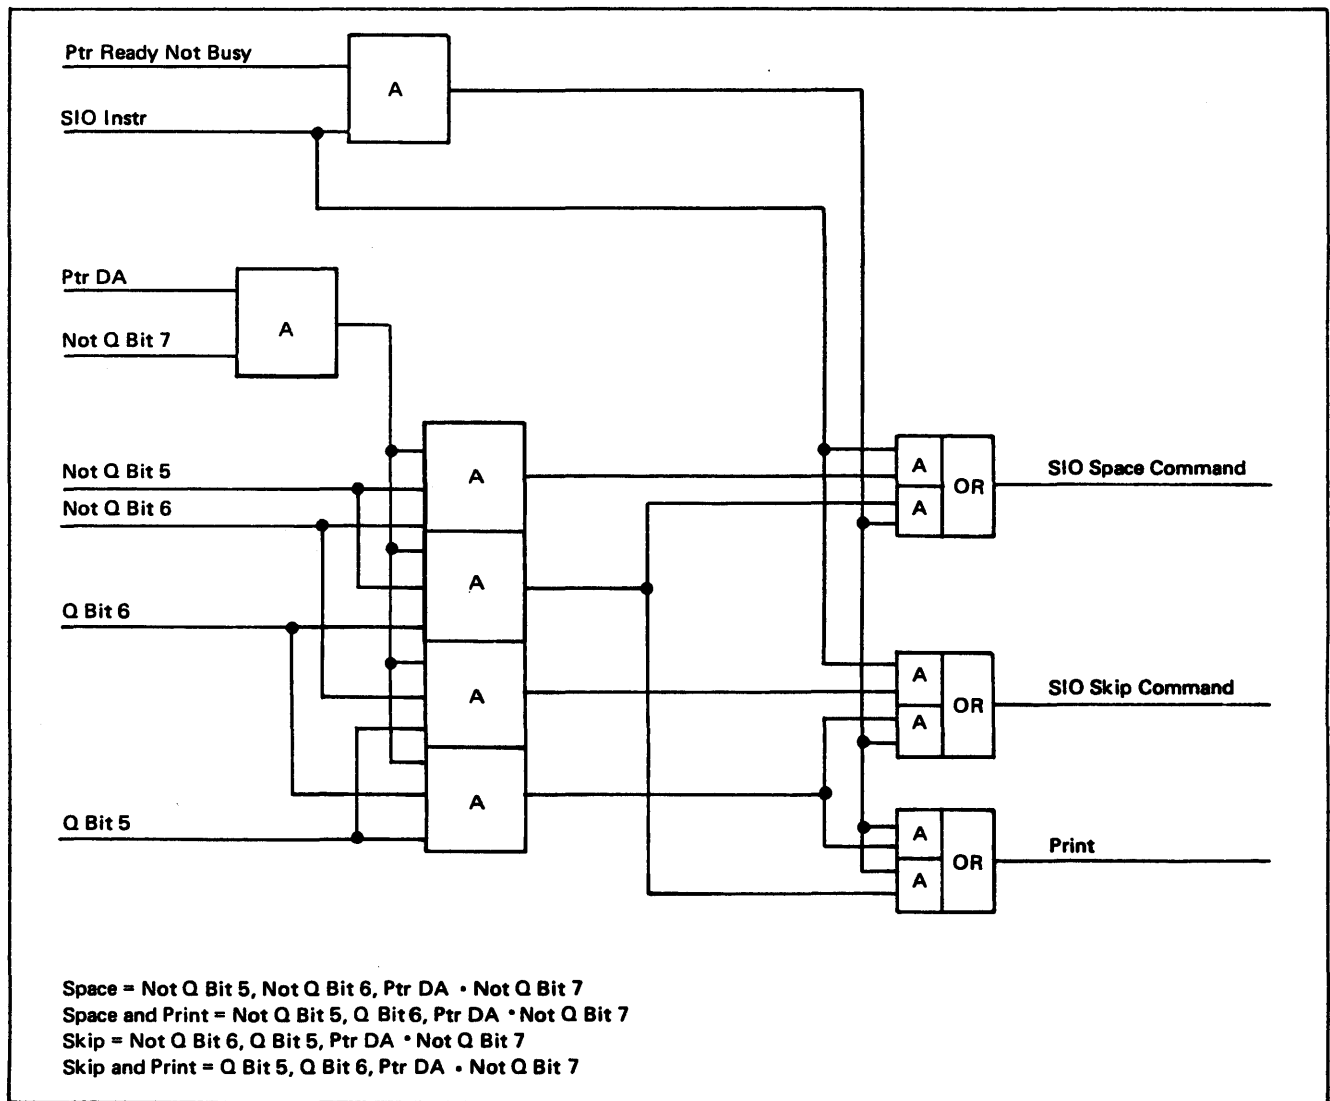 Ptr Ready Not Busy
A
SIO Instr
Ptr DA
A
Not Q Bit 7
Not Q Bit 5
A
A
OR
SIO Space Command
Not Q Bit 6
A
A
Q Bit 6
A
A
OR
SIO Skip Command
A
Q Bit 5
A
A
OR
Print
A
Space = Not Q Bit 5, Not Q Bit 6, Ptr DA • Not Q Bit 7
Space and Print = Not Q Bit 5, Q Bit 6, Ptr DA • Not Q Bit 7
Skip = Not Q Bit 6, Q Bit 5, Ptr DA • Not Q Bit 7
Skip and Print = Q Bit 5, Q Bit 6, Ptr DA • Not Q Bit 7